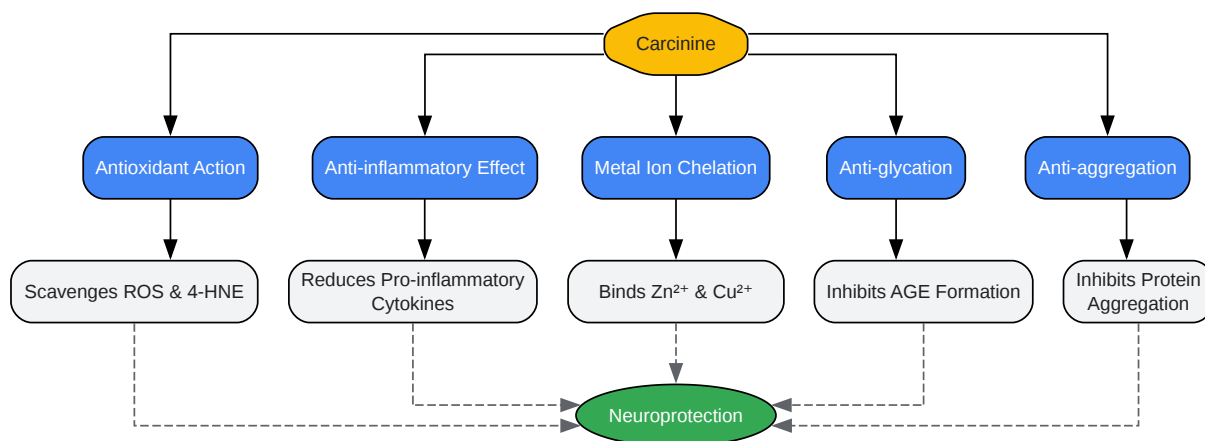 Carcinine
Antioxidant Action
Anti-inflammatory Effect
Metal Ion Chelation
Anti-glycation
Anti-aggregation
Scavenges ROS & 4-HNE
Reduces Pro-inflammatory
Cytokines
Binds Zn²⁺ & Cu²⁺
Inhibits AGE Formation
Inhibits Protein
Aggregation
Neuroprotection